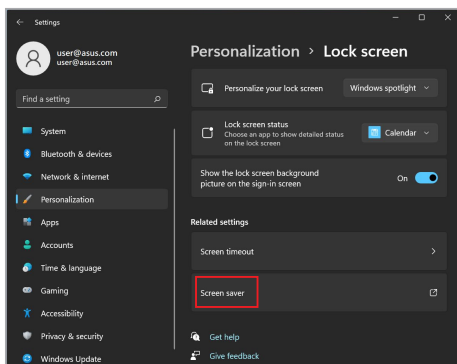 Settings
user@asus.com
user@asus.com
Find a setting
System
Bluetooth & devices
Network & internet
Personalization
Apps
Accounts
Time & language
Gaming
Accessibility
Privacy & security
Windows Update
Personalization > Lock screen
Personalize your lock screen
Windows spotlight
Lock screen status
Choose an app to show detailed status
on the lock screen
Calendar
Show the lock screen background
picture on the sign-in screen
On
Related settings
Screen timeout
Screen saver
Get help
Give feedback